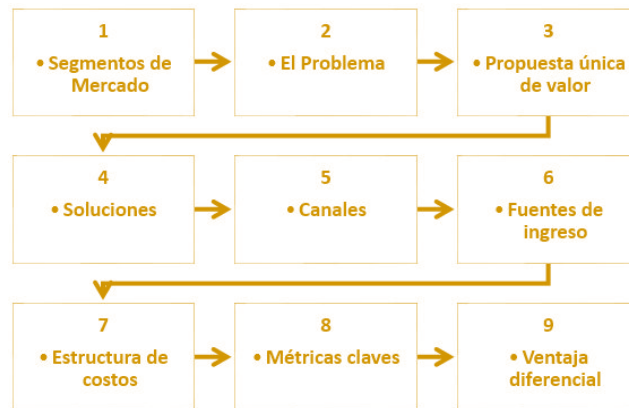 1
• Segmentos de
Mercado
2
• El Problema
3
• Propuesta única
de valor
4
• Soluciones
5
• Canales
6
• Fuentes de
ingreso
7
• Estructura de
costos
8
• Métricas claves
9
• Ventaja
diferencial